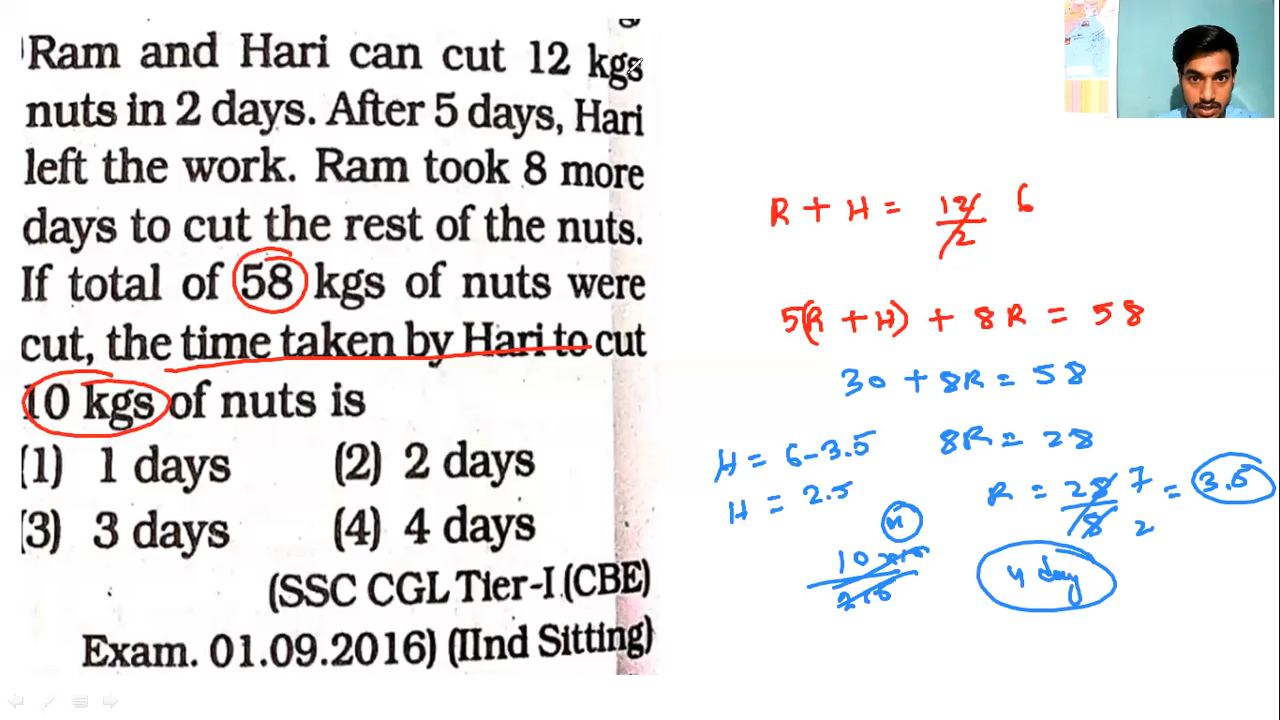 Ram and Hari can cut 12 kgs
nuts in 2 days. After 5 days, Hari
left the work. Ram took 8 more
days to cut the rest of the nuts.
If total of 58 kgs of nuts were
cut, the time taken by Hari to cut
10 kgs of nuts is
(1) 1 days (2) 2 days
(3) 3 days (4) 4 days
(SSC CGL Tier-I (CBE)
Exam. 01.09.2016) (IInd Sitting)
R + H = 12/2 6
5(R + H) + 8R = 58
30 + 8R = 58
8R = 28
R = 28/8 7 2 = 3.5
H = 6-3.5
H = 2.5
4 day